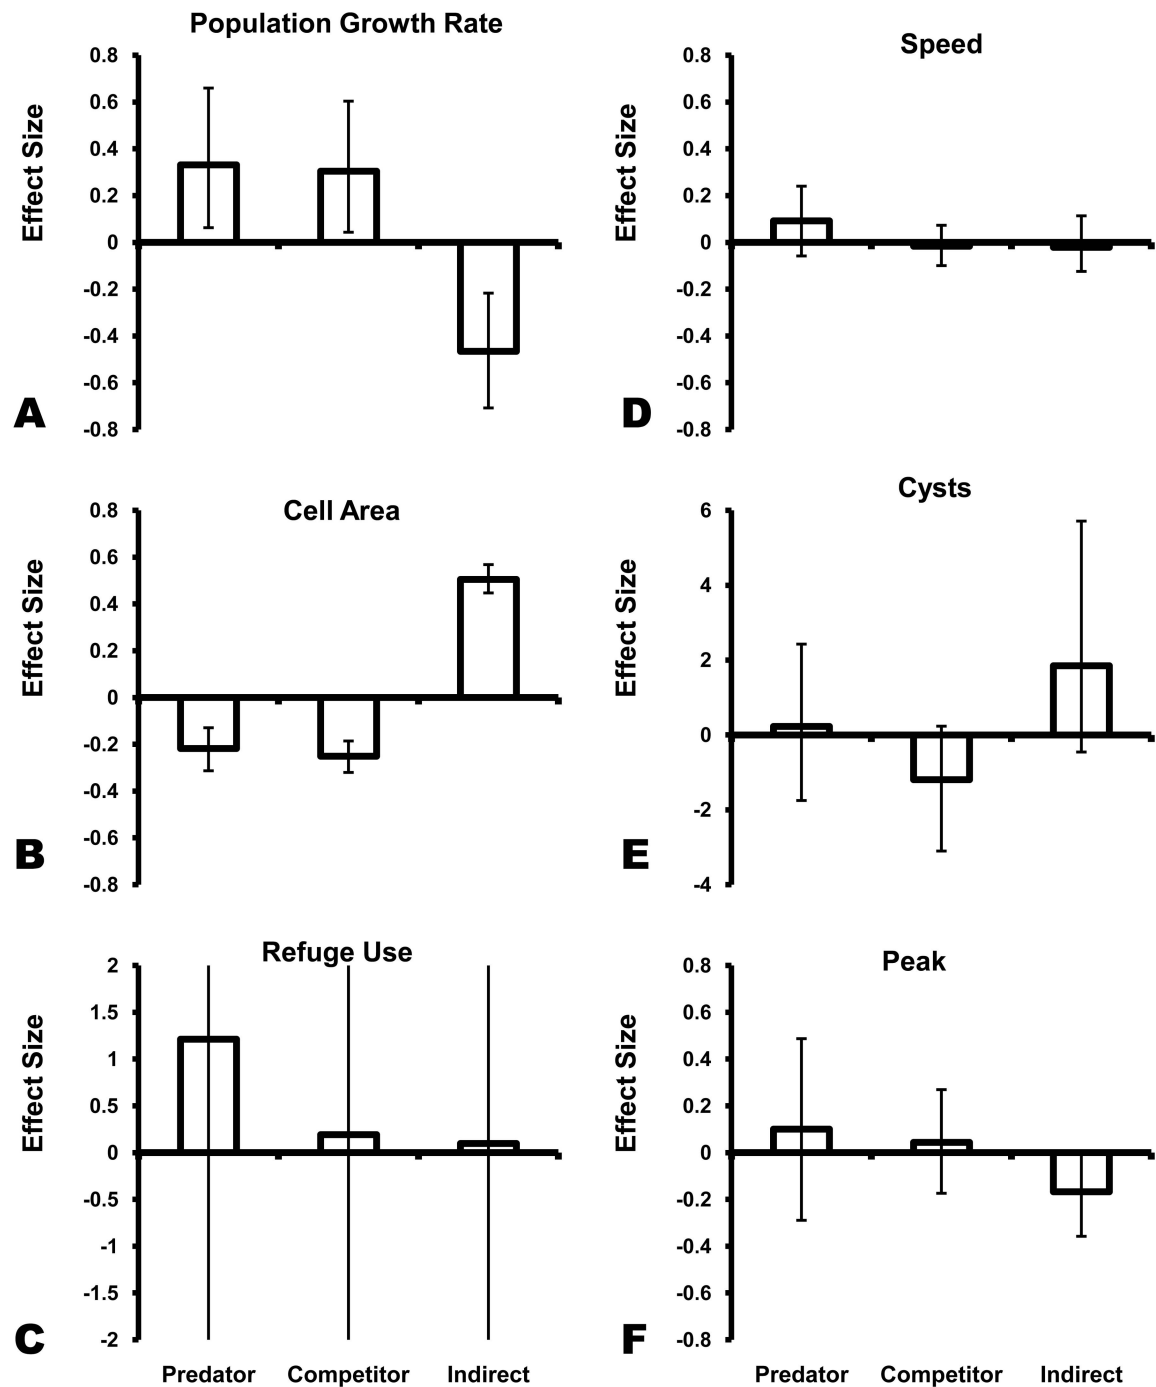 Population Growth Rate
Effect Size
0.8
0.6
0.4
0.2
0
-0.2
-0.4
-0.6
-0.8
A
Speed
Effect Size
0.8
0.6
0.4
0.2
0
-0.2
-0.4
-0.6
-0.8
D
Cell Area
Effect Size
0.8
0.6
0.4
0.2
0
-0.2
-0.4
-0.6
-0.8
B
Cysts
Effect Size
6
4
2
0
-2
-4
E
Refuge Use
Effect Size
2
1.5
1
0.5
0
-0.5
-1
-1.5
-2
C
Predator Competitor Indirect
Peak
Effect Size
0.8
0.6
0.4
0.2
0
-0.2
-0.4
-0.6
-0.8
F
Predator Competitor Indirect